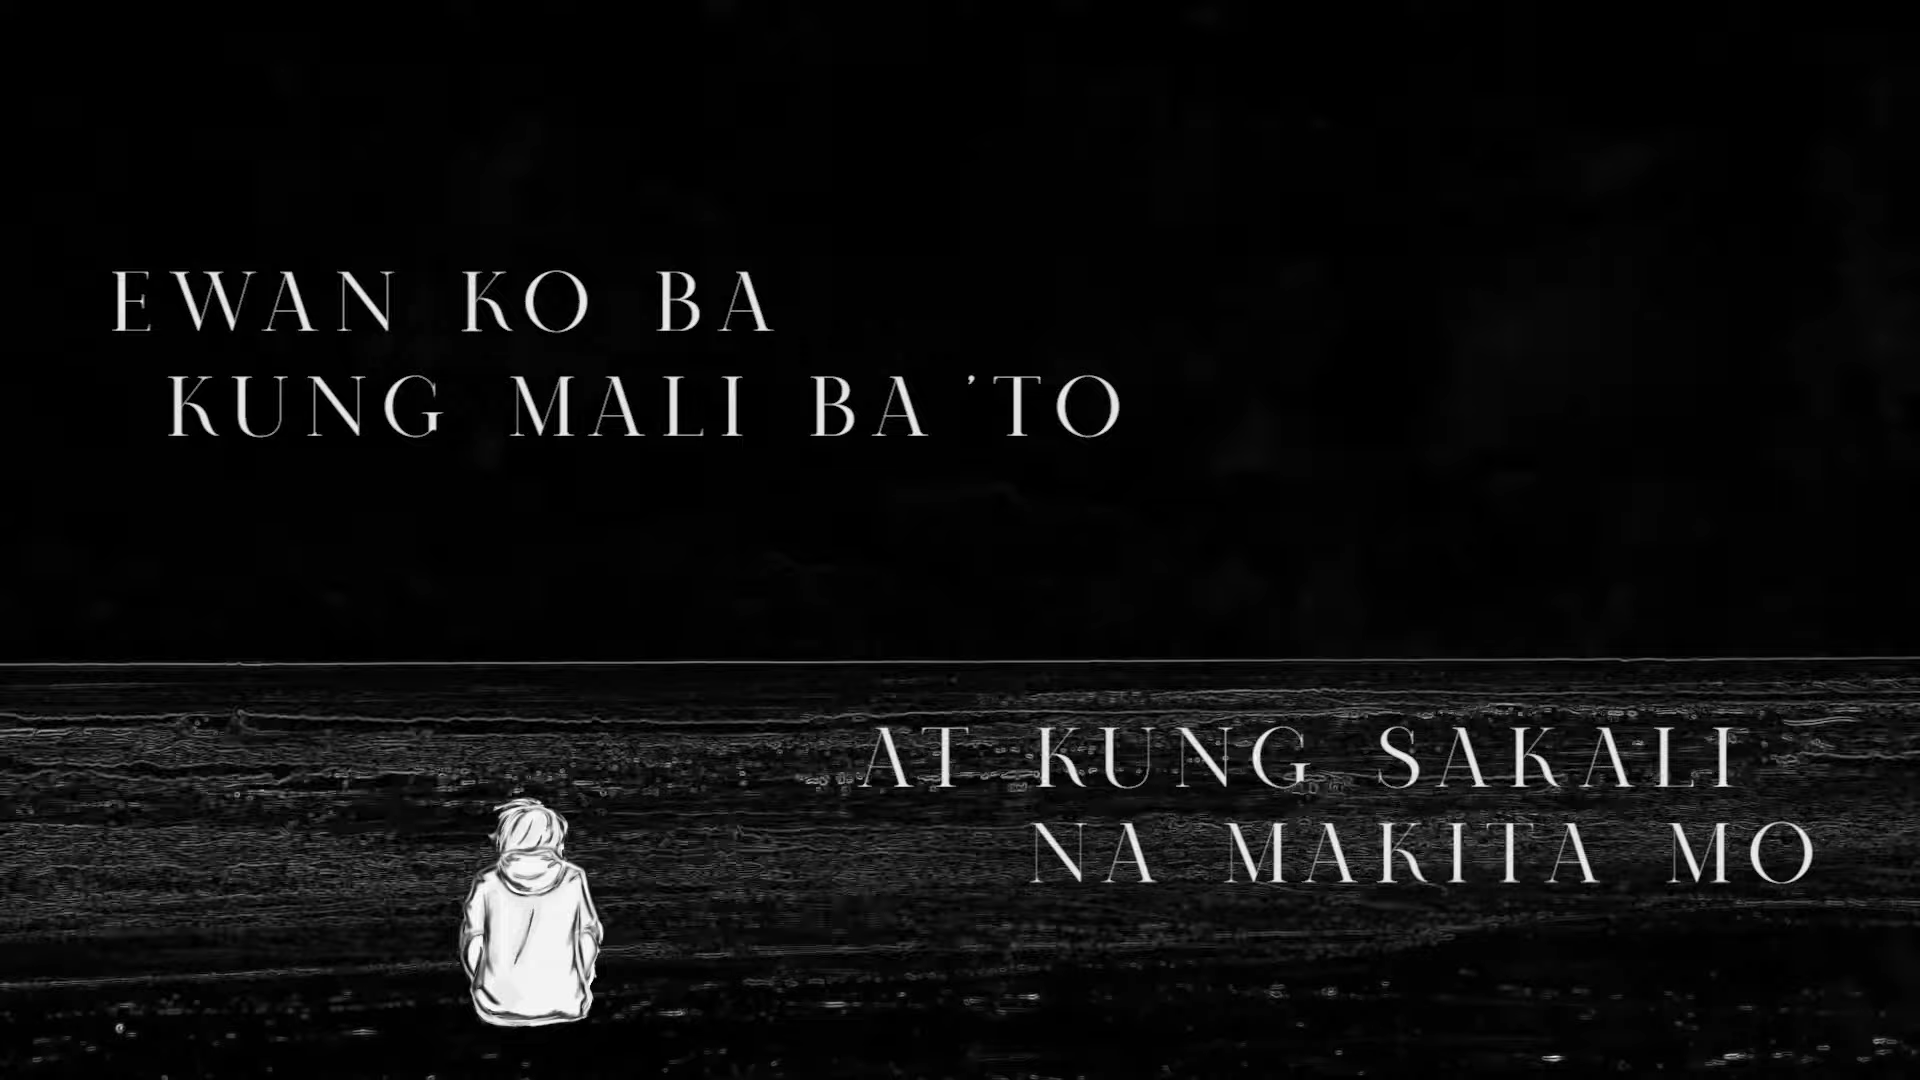 EWAN KO BA
KUNG MALI BA 'TO
AT KUNG SAKALI
NA MAKITA MO